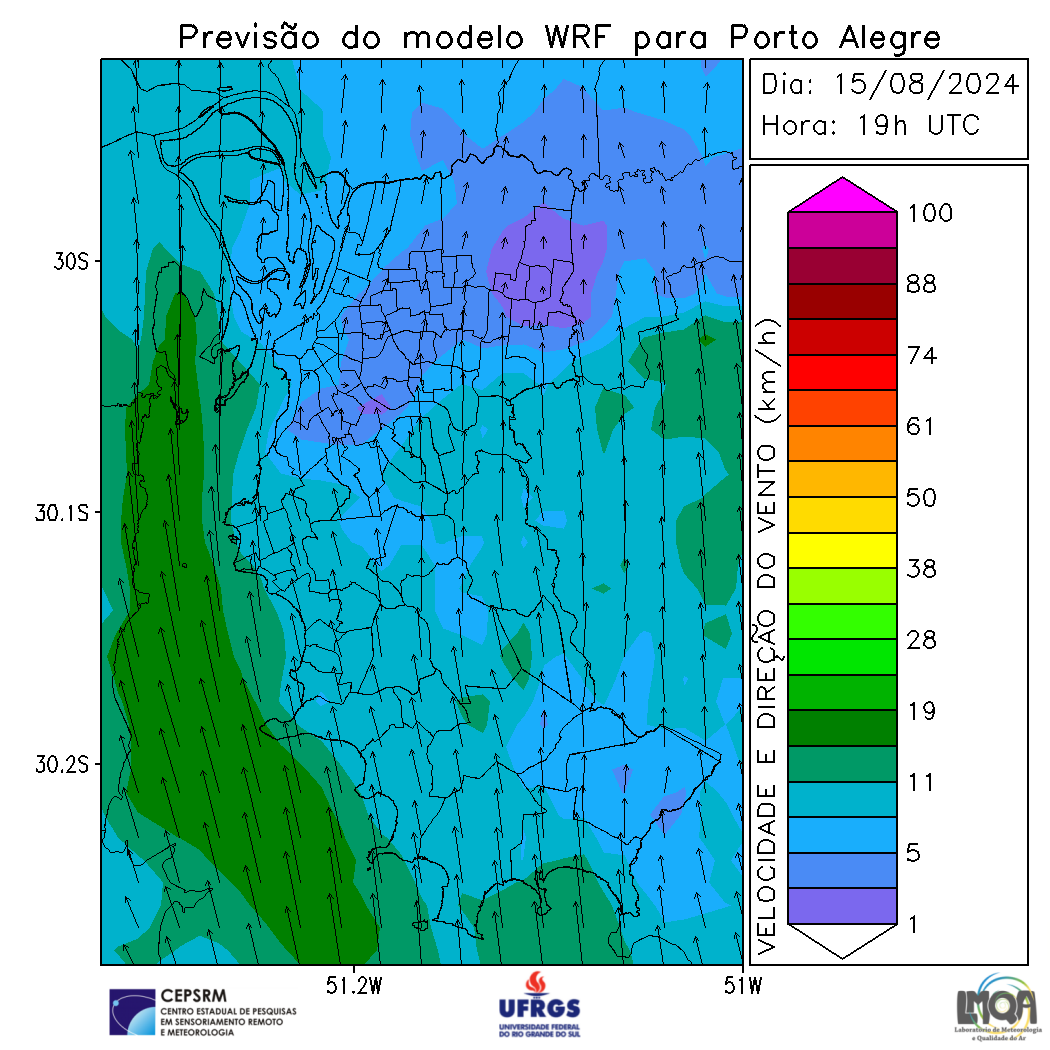 Previsão do modelo WRF para Porto Alegre
Dia: 15/08/2024
Hora: 19h UTC
30S
30.1S
30.2S
51.2W
51W
VELOCIDADE E DIREÇÃO DO VENTO (km/h)
100
88
74
61
50
38
28
19
11
5
1
CEPSRM
CENTRO ESTADUAL DE PESQUISAS
EM SENSORIAMENTO REMOTO
E METEOROLOGIA
UFRGS
UNIVERSIDADE FEDERAL
DO RIO GRANDE DO SUL
LMQA
Laboratório de Meteorologia
e Qualidade do Ar